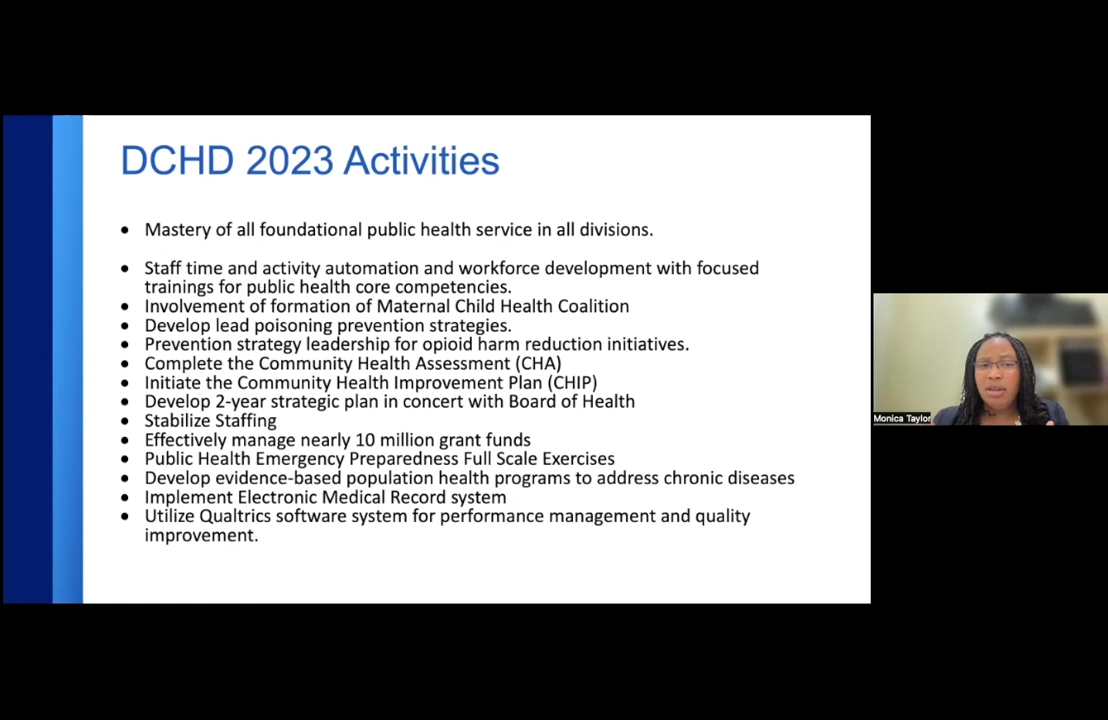 DCHD 2023 Activities
• Mastery of all foundational public health service in all divisions.
• Staff time and activity automation and workforce development with focused
trainings for public health core competencies.
• Involvement of formation of Maternal Child Health Coalition
• Develop lead poisoning prevention strategies.
• Prevention strategy leadership for opioid harm reduction initiatives.
• Complete the Community Health Assessment (CHA)
• Initiate the Community Health Improvement Plan (CHIP)
• Develop 2-year strategic plan in concert with Board of Health
• Stabilize Staffing
• Effectively manage nearly 10 million grant funds
• Public Health Emergency Preparedness Full Scale Exercises
• Develop evidence-based population health programs to address chronic diseases
• Implement Electronic Medical Record system
• Utilize Qualtrics software system for performance management and quality
improvement.
Monica Taylor